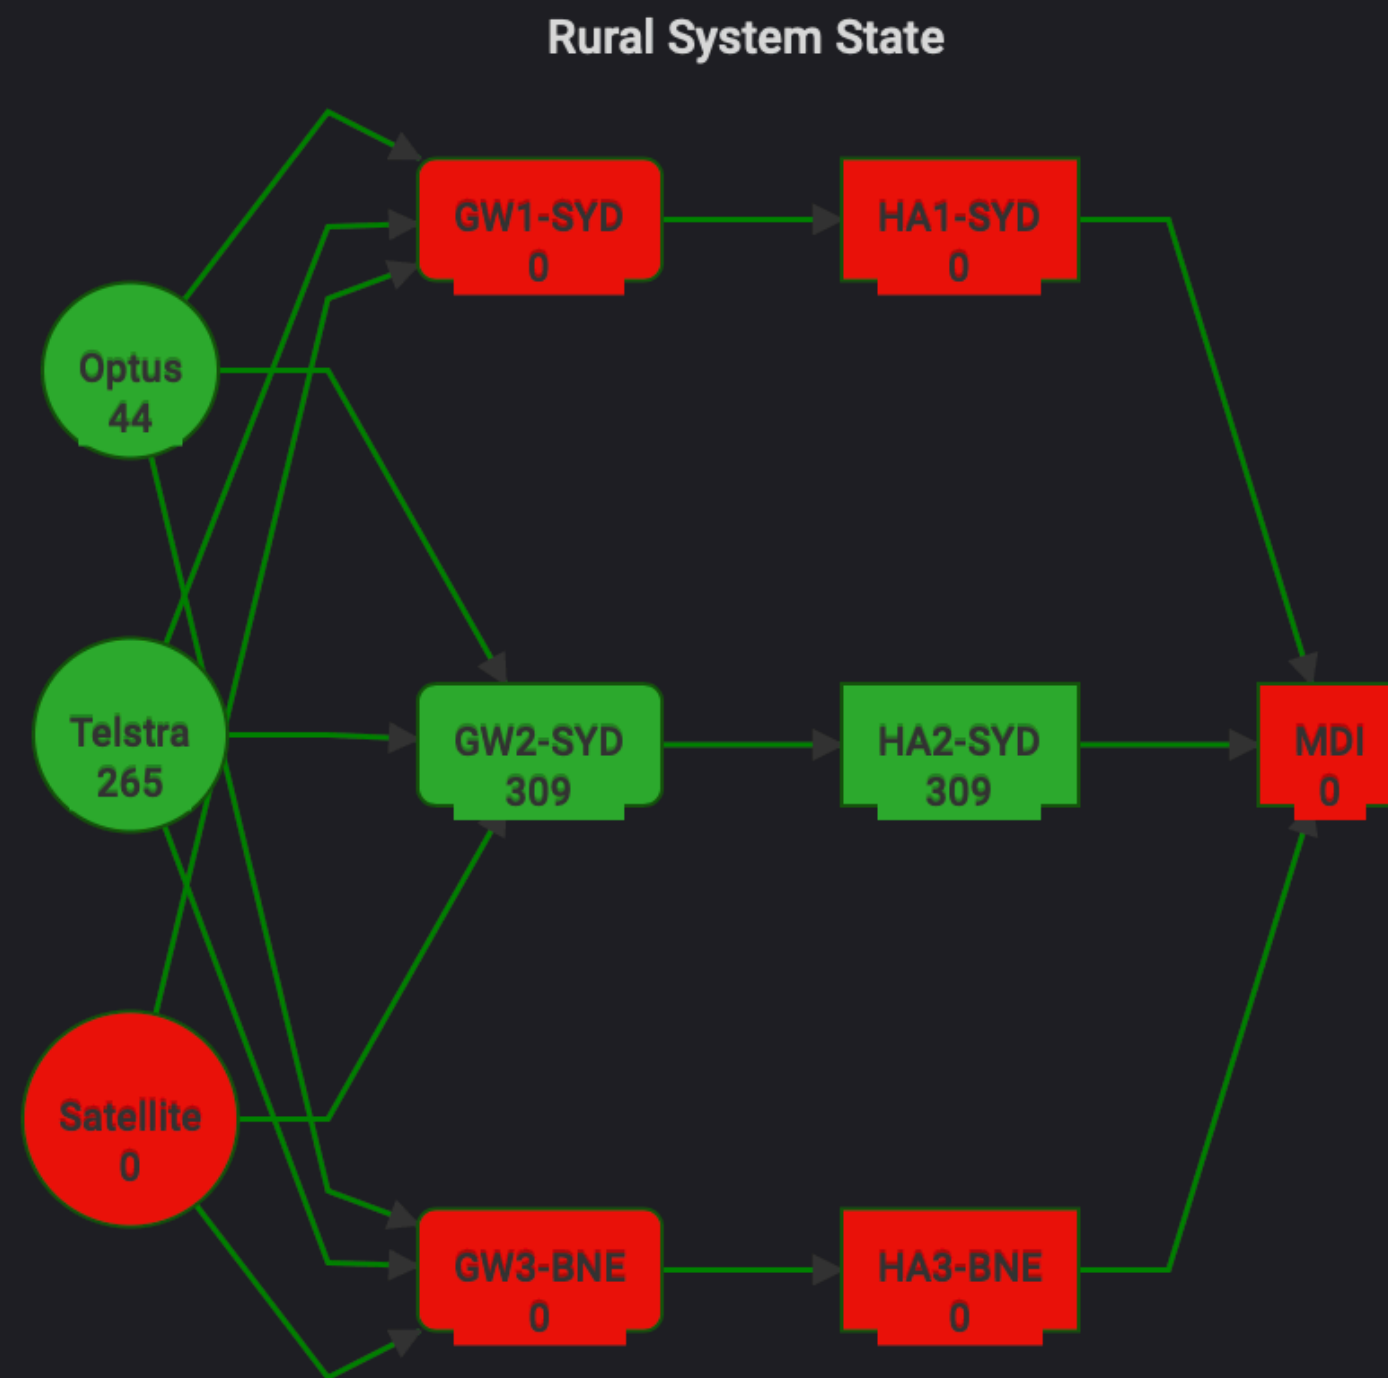 Rural System State
GW1-SYD
0
HA1-SYD
0
Optus
44
Telstra
265
GW2-SYD
309
HA2-SYD
309
MDI
0
Satellite
0
GW3-BNE
0
HA3-BNE
0